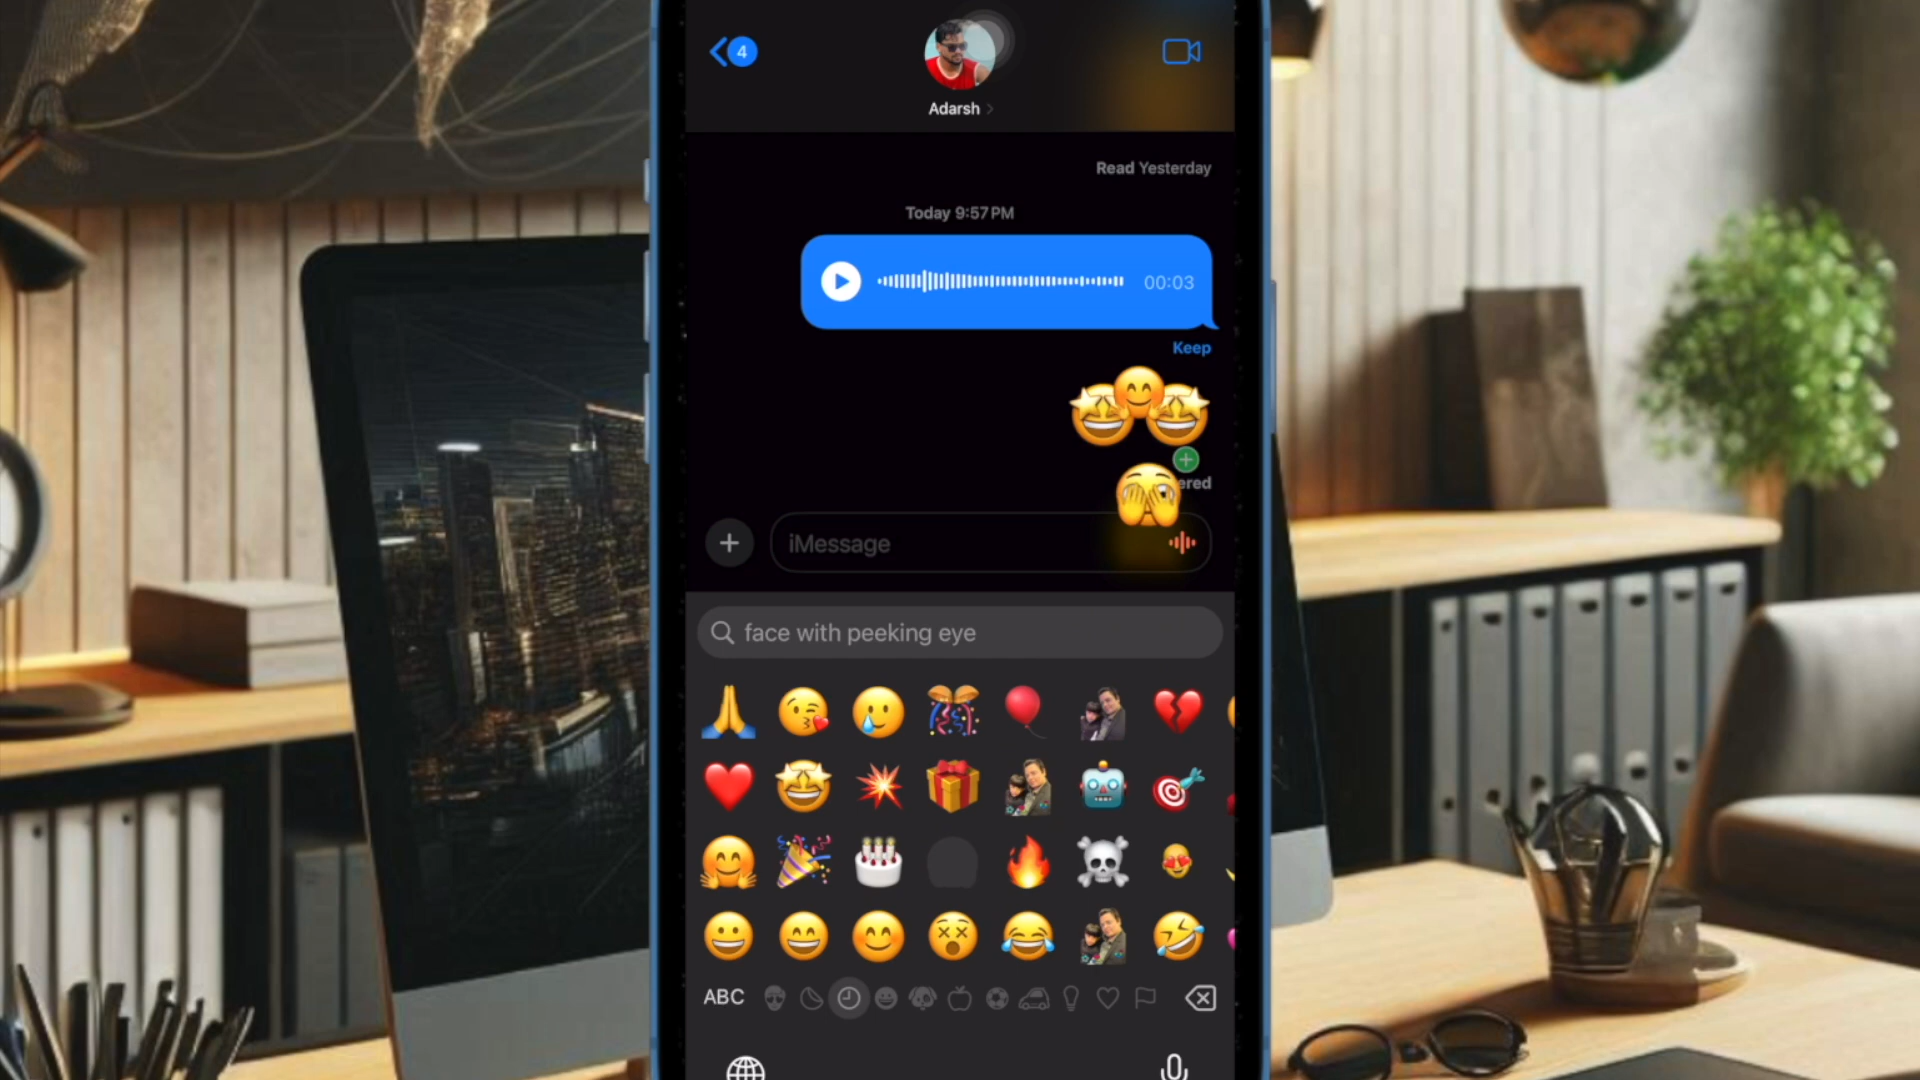 4
Adarsh
Read Yesterday
Today 9:57 PM
00:03
Keep
ered
iMessage
face with peeking eye
ABC